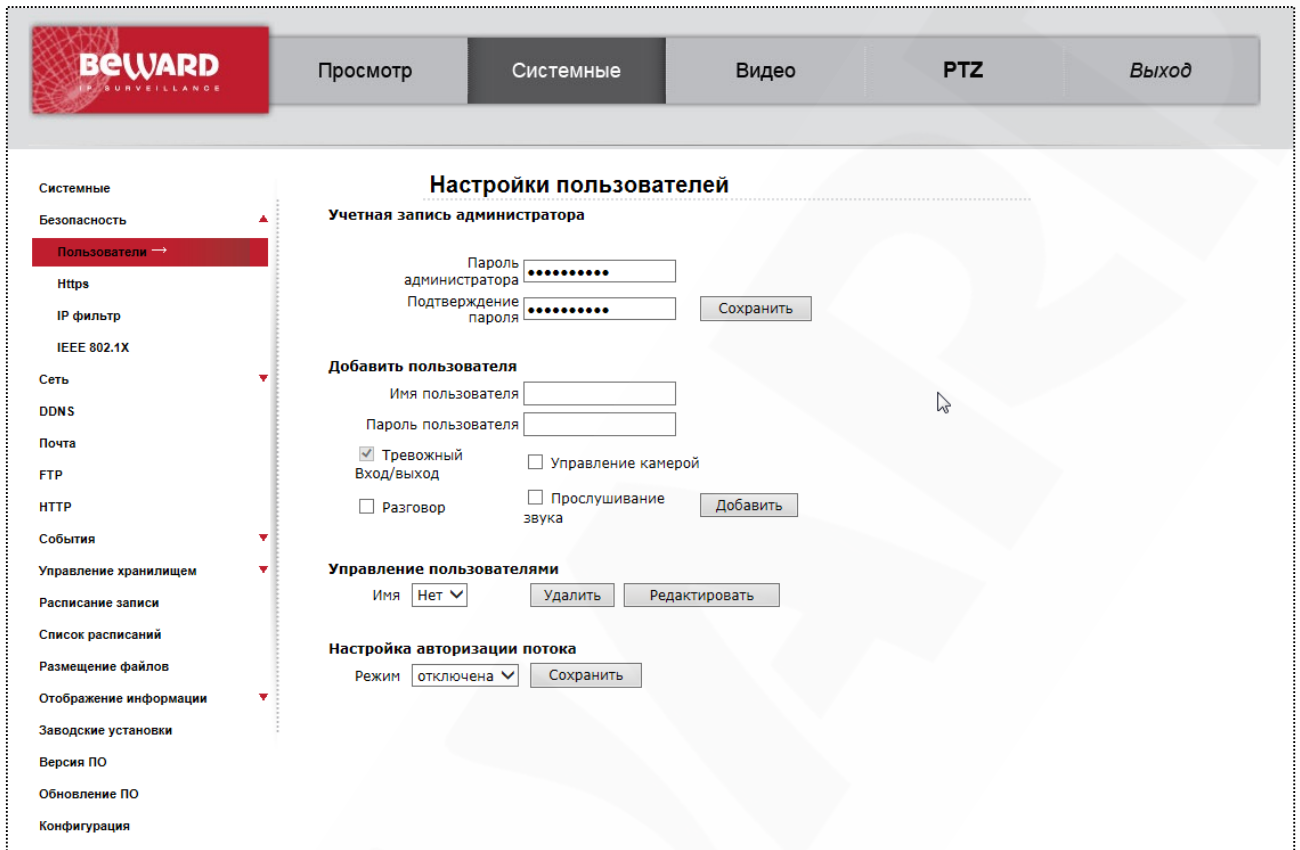 BEWARD
IP SURVEILLANCE
Просмотр
Системные
Видео
PTZ
Выход
Системные
Безопасность
Пользователи →
Https
IP фильтр
IEEE 802.1X
Сеть
DDNS
Почта
FTP
HTTP
События
Управление хранилищем
Расписание записи
Список расписаний
Размещение файлов
Отображение информации
Заводские установки
Версия ПО
Обновление ПО
Конфигурация
Настройки пользователей
Учетная запись администратора
Пароль
администратора ••••••••••
Подтверждение
пароля •••••••••• Сохранить
Добавить пользователя
Имя пользователя
Пароль пользователя
Тревожный
Вход/выход
Управление камерой
Разговор
Прослушивание
звука
Добавить
Управление пользователями
Имя Нет Удалить Редактировать
Настройка авторизации потока
Режим отключена Сохранить